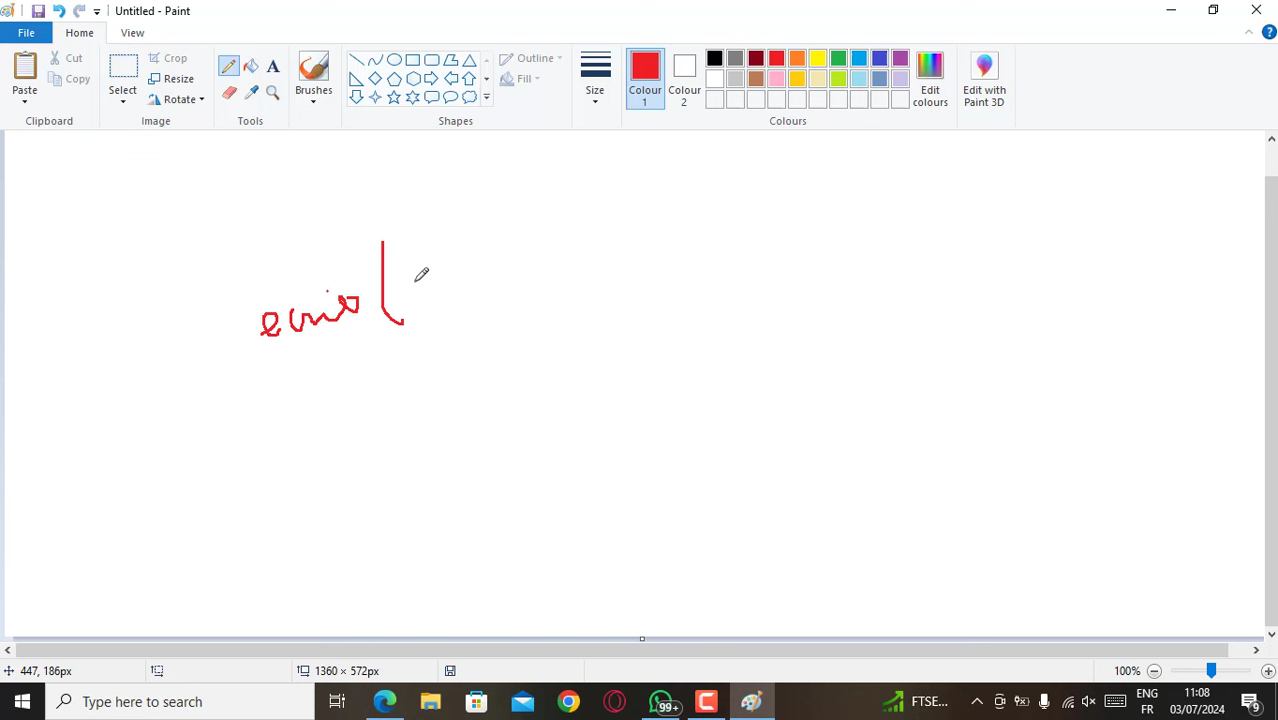 Untitled - Paint
File Home View
Paste
Cut
Copy
Clipboard
Select
Crop
Resize
Rotate
Image
Tools
Brushes
Shapes
Outline
Fill
Size
Colour 1
Colour 2
Edit colours
Edit with Paint 3D
Colours
447, 186px
1360 × 572px
100%
Type here to search
99+
FTSE...
ENG
FR
11:08
03/07/2024
9